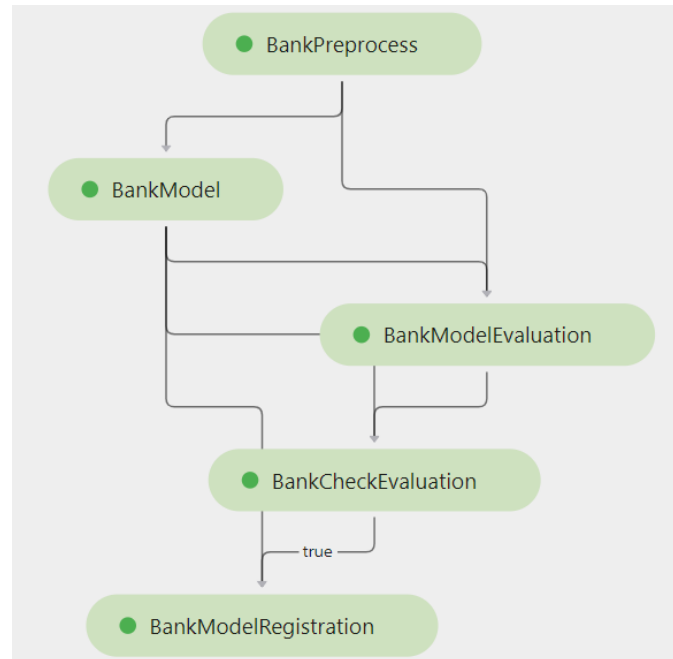 BankPreprocess
BankModel
BankModelEvaluation
BankCheckEvaluation
true
BankModelRegistration